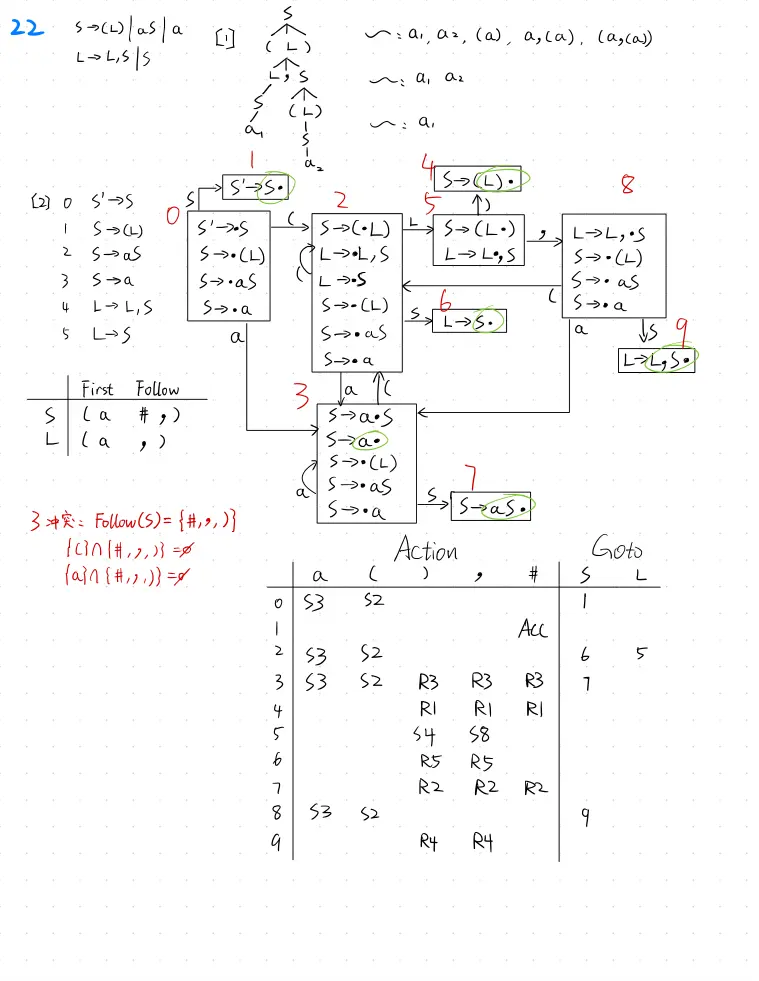 22 S→(L)|aS|a
L→L,S|S
[1]
S
( L )
L , S
S ( L )
a₁ S
a₂
~: a₁, a₂, (a), a,(a), (a,(a))
~: a₁ a₂
~: a₁
[2] 0 S'→S
1 S→(L)
2 S→aS
3 S→a
4 L→L,S
5 L→S
0
S'→•S
S→•(L)
S→•aS
S→•a
S
(
a
1
S'→S•
2
S→(•L)
L→•L,S
L→•S
S→•(L)
S→•aS
S→•a
(
L
S
a
(
3
S→a•S
S→a•
S→•(L)
S→•aS
S→•a
a
S
4
S→(L)•
)
5
S→(L•)
L→L•,S
,
6
L→S•
7
S→aS•
8
L→L,•S
S→•(L)
S→•aS
S→•a
(
a
S
9
L→L,S•
First Follow
S ( a # , )
L ( a , )
3冲突: Follow(S)={#,,,)}
{(}∩{#,,,)}=∅
{a}∩{#,,,)}=∅
Action Goto
a ( ) , # S L
0 S3 S2 1
1 Acc
2 S3 S2 6 5
3 S3 S2 R3 R3 R3 7
4 R1 R1 R1
5 S4 S8
6 R5 R5
7 R2 R2 R2
8 S3 S2 9
9 R4 R4